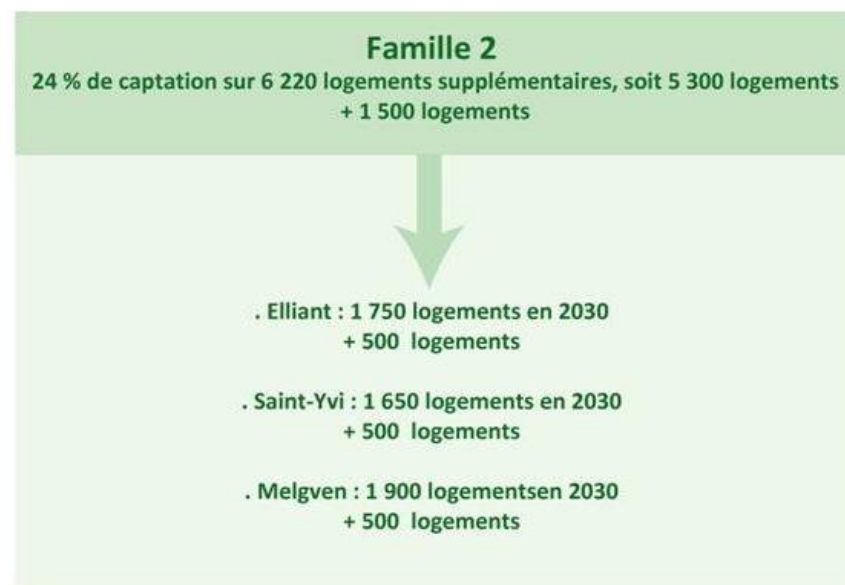 Famille 2
24 % de captation sur 6 220 logements supplémentaires, soit 5 300 logements
+ 1 500 logements
. Elliant : 1 750 logements en 2030
+ 500 logements
. Saint-Yvi : 1 650 logements en 2030
+ 500 logements
. Melgven : 1 900 logementsen 2030
+ 500 logements